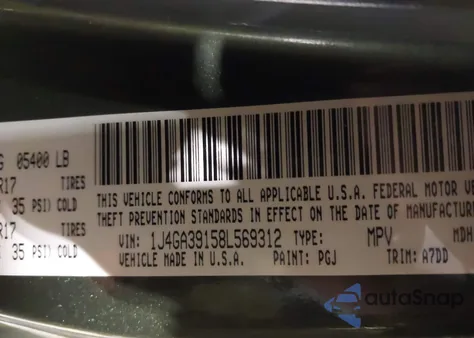 G 05400 LB
R17 TIRES
35 PSI) COLD
R17 TIRES
35 PSI) COLD
THIS VEHICLE CONFORMS TO ALL APPLICABLE U.S.A. FEDERAL MOTOR
THEFT PREVENTION STANDARDS IN EFFECT ON THE DATE OF MANUFACTUR
VIN: 1J4GA39158L569312 TYPE: MPV MDH
VEHICLE MADE IN U.S.A. PAINT: PGJ TRIM: A7DD
autoSnap